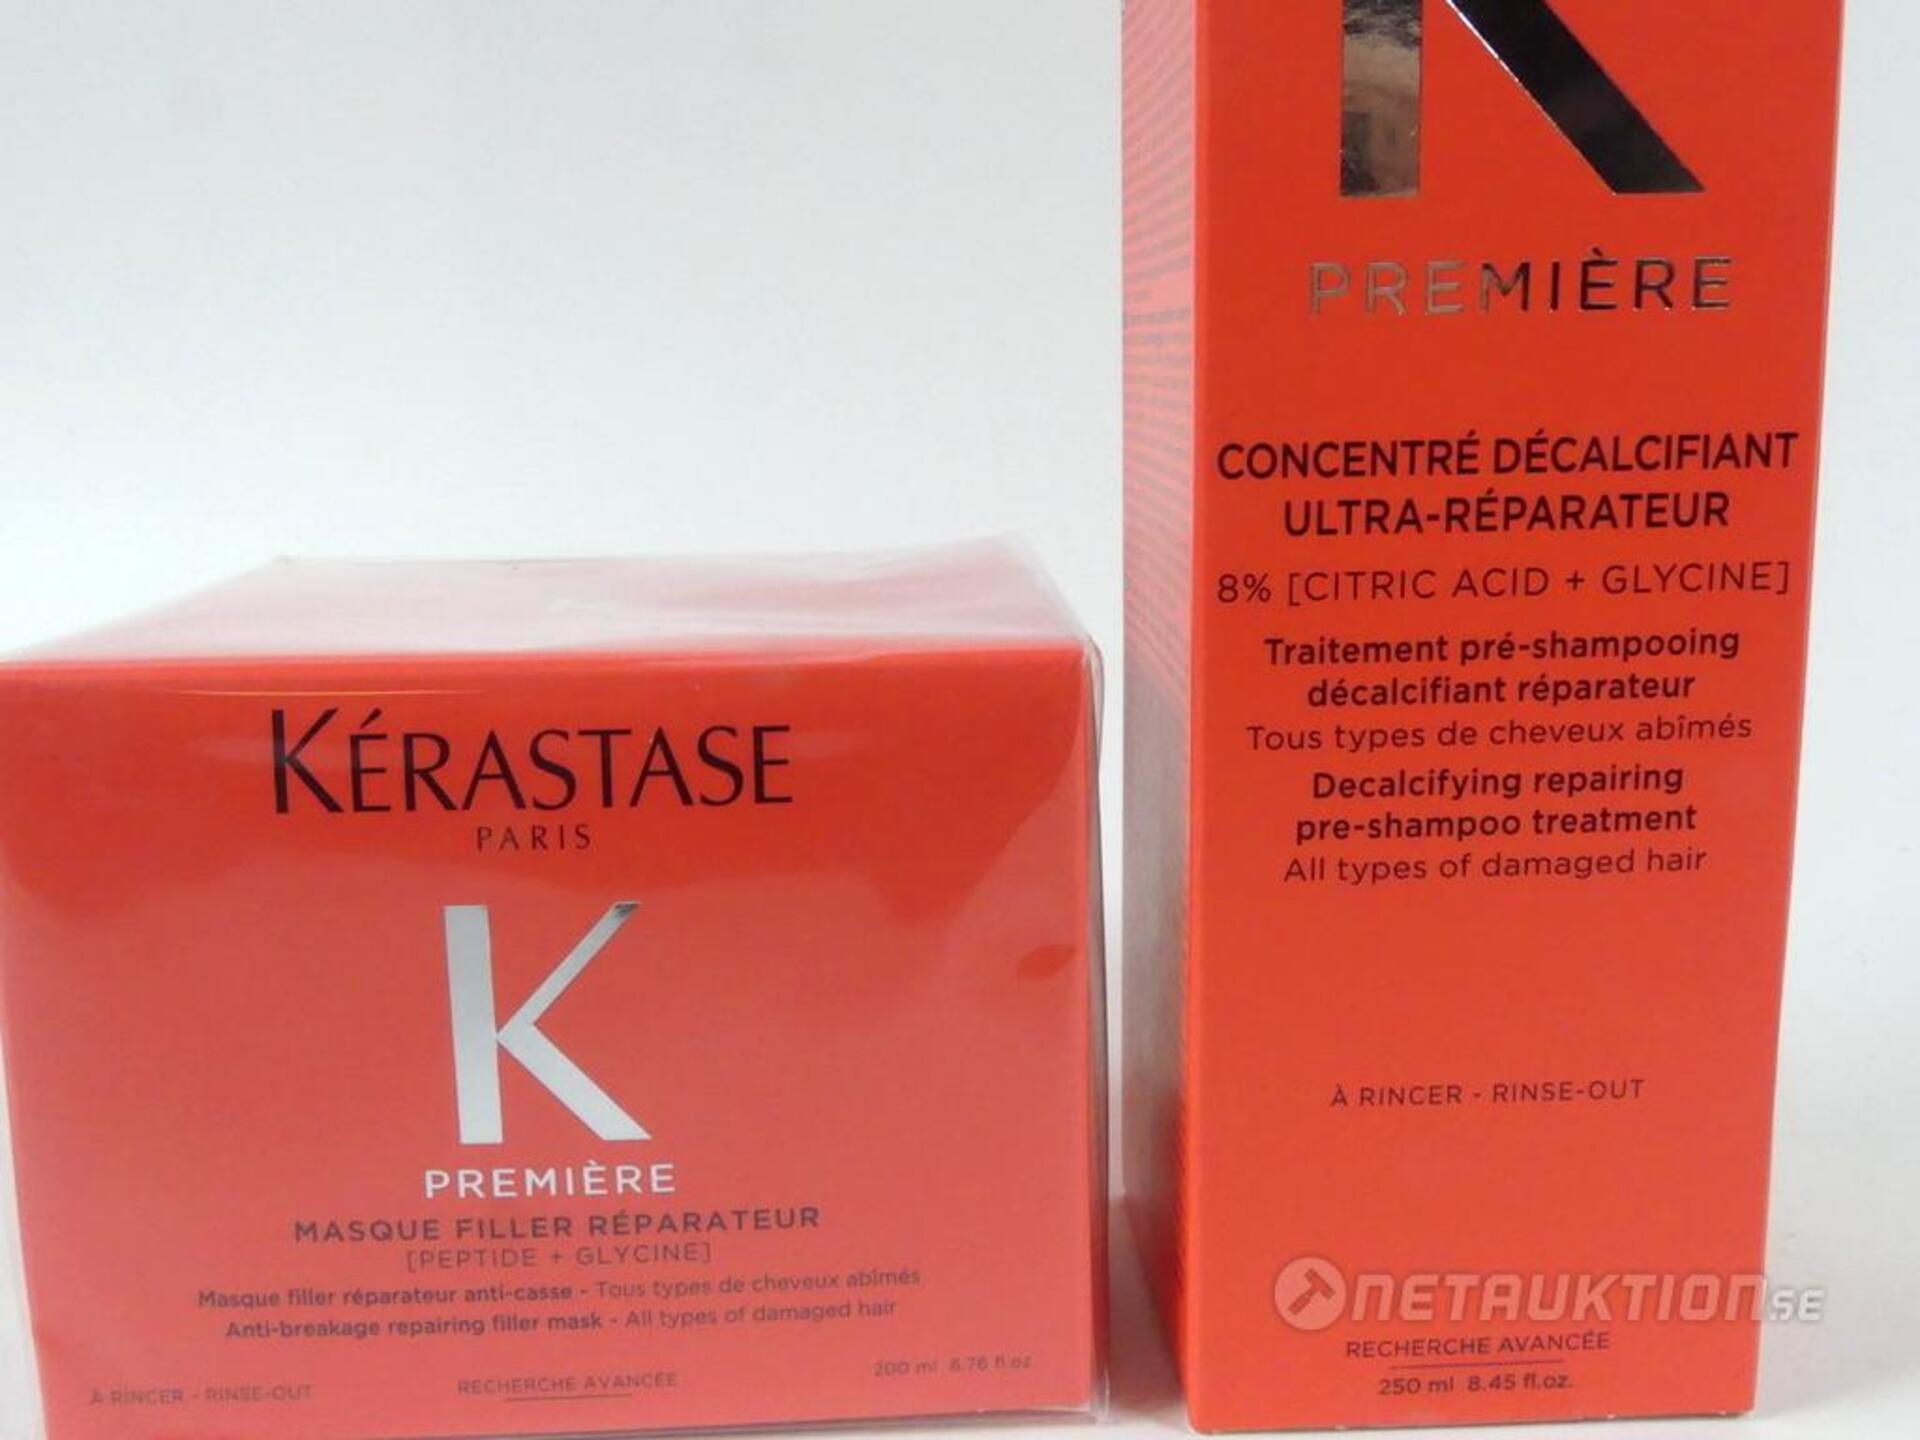 KÉRASTASE
PARIS
K
PREMIÈRE
MASQUE FILLER RÉPARATEUR
[PEPTIDE + GLYCINE]
Masque filler réparateur anti-casse - Tous types de cheveux abîmés
Anti-breakage repairing filler mask - All types of damaged hair
À RINCER - RINSE-OUT
RECHERCHE AVANCÉE
200 ml 6.76 fl.oz.
K
PREMIÈRE
CONCENTRÉ DÉCALCIFIANT
ULTRA-RÉPARATEUR
8% [CITRIC ACID + GLYCINE]
Traitement pré-shampooing
décalcifiant réparateur
Tous types de cheveux abîmés
Decalcifying repairing
pre-shampoo treatment
All types of damaged hair
À RINCER - RINSE-OUT
NETAUKTION.SE
RECHERCHE AVANCÉE
250 ml 8.45 fl.oz.